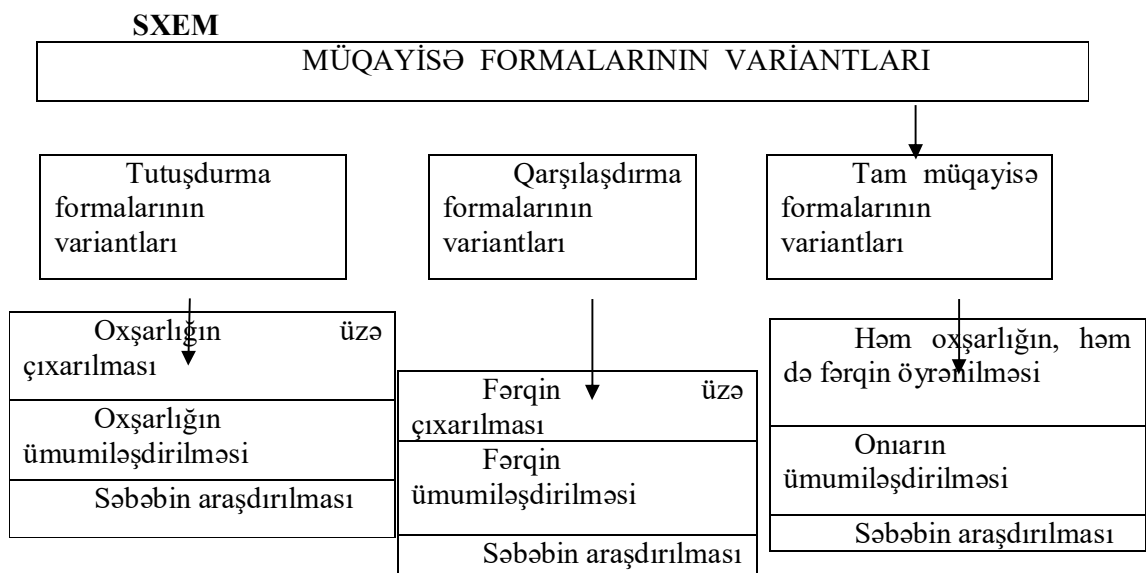 SXEM
MÜQAYİSƏ FORMALARININ VARİANTLARI
Tutuşdurma
formalarının
variantları
Qarşılaşdırma
formalarının
variantları
Tam müqayisə
formalarının
variantları
Oxşarlığın üzə
çıxarılması
Oxşarlığın
ümumiləşdirilməsi
Səbəbin araşdırılması
Fərqin üzə
çıxarılması
Fərqin
ümumiləşdirilməsi
Səbəbin araşdırılması
Həm oxşarlığın, həm
də fərqin öyrənilməsi
Onıarın
ümumiləşdirilməsi
Səbəbin araşdırılması